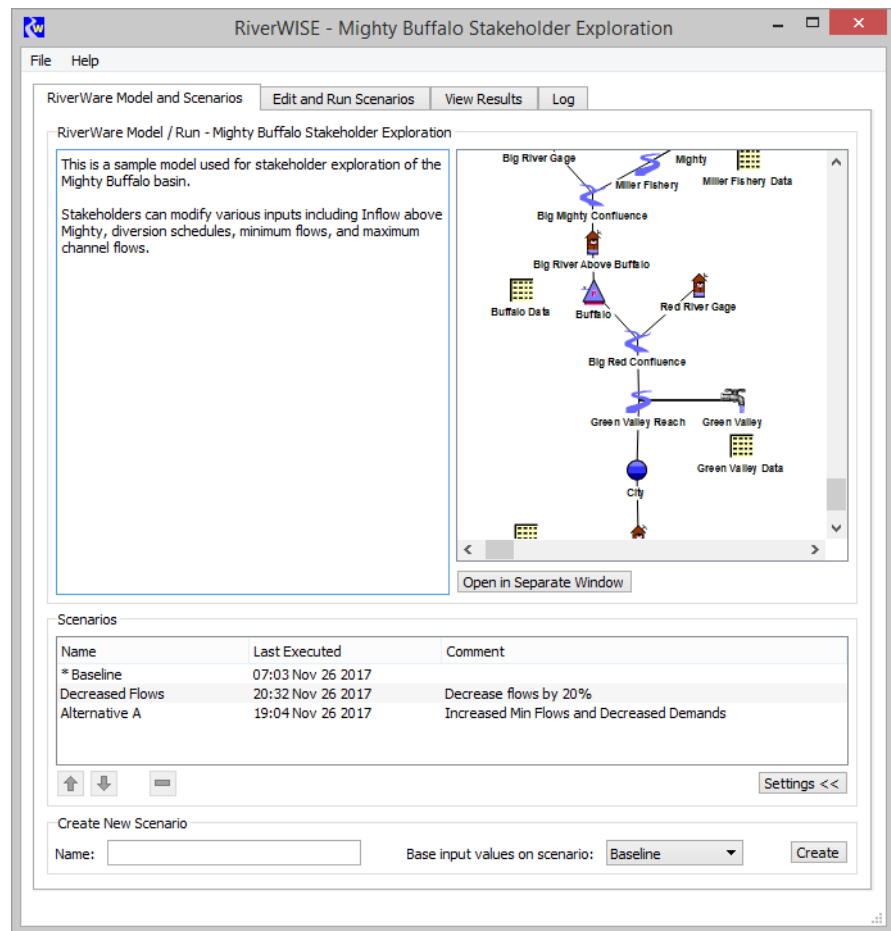 RiverWISE - Mighty Buffalo Stakeholder Exploration
File Help
RiverWare Model and Scenarios Edit and Run Scenarios View Results Log
RiverWare Model / Run - Mighty Buffalo Stakeholder Exploration
This is a sample model used for stakeholder exploration of the
Mighty Buffalo basin.
Stakeholders can modify various inputs including Inflow above
Mighty, diversion schedules, minimum flows, and maximum
channel flows.
Big River Gage Mighty
Miller Fishery Miller Fishery Data
Big Mighty Confluence
Big River Above Buffalo
Buffalo Data Buffalo Red River Gage
Big Red Confluence
Green Valley Reach Green Valley
Green Valley Data
City
Open in Separate Window
Scenarios
Name Last Executed Comment
* Baseline 07:03 Nov 26 2017
Decreased Flows 20:32 Nov 26 2017 Decrease flows by 20%
Alternative A 19:04 Nov 26 2017 Increased Min Flows and Decreased Demands
Settings <<
Create New Scenario
Name: Base input values on scenario: Baseline Create